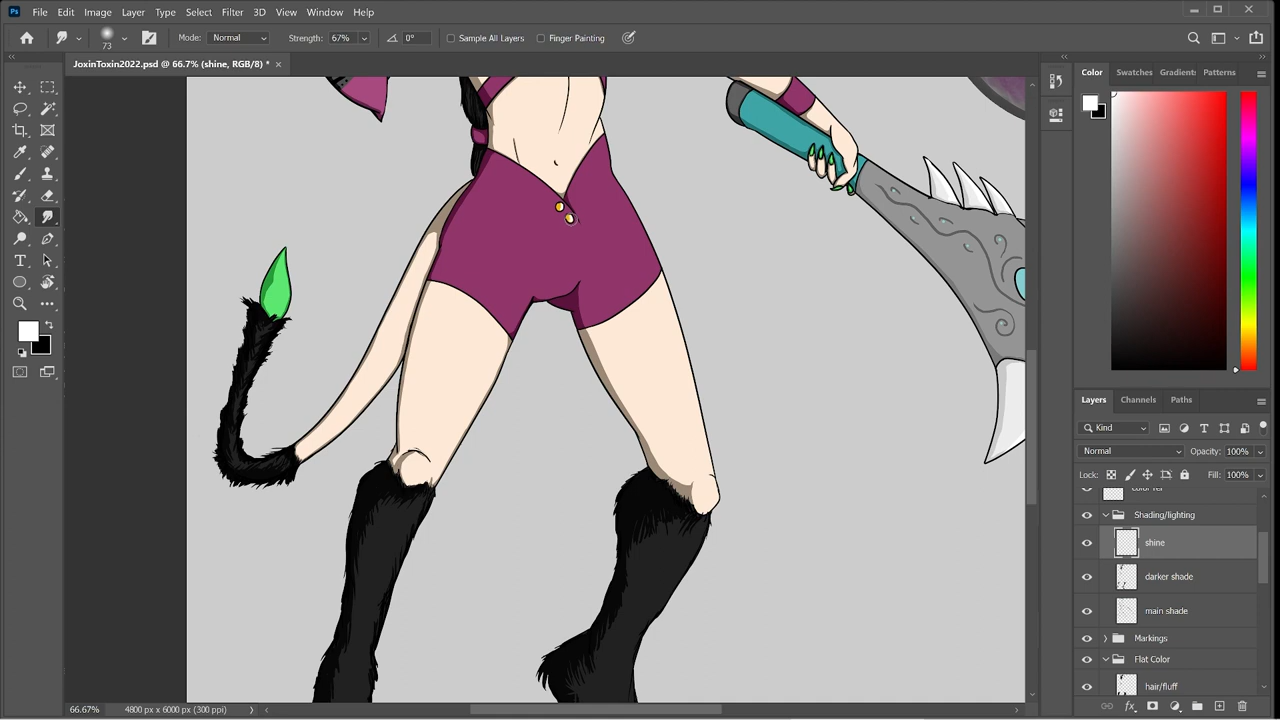 Ps File Edit Image Layer Type Select Filter 3D View Window Help
73 Mode: Normal Strength: 67% 0° Sample All Layers Finger Painting
JoxinToxin2022.psd @ 66.7% (shine, RGB/8) *
Color Swatches Gradient Patterns
Layers Channels Paths
Kind
Normal Opacity: 100%
Lock: Fill: 100%
Shading/lighting
shine
darker shade
main shade
Markings
Flat Color
hair/fluff
fx
66.67% 4800 px x 6000 px (300 ppi)